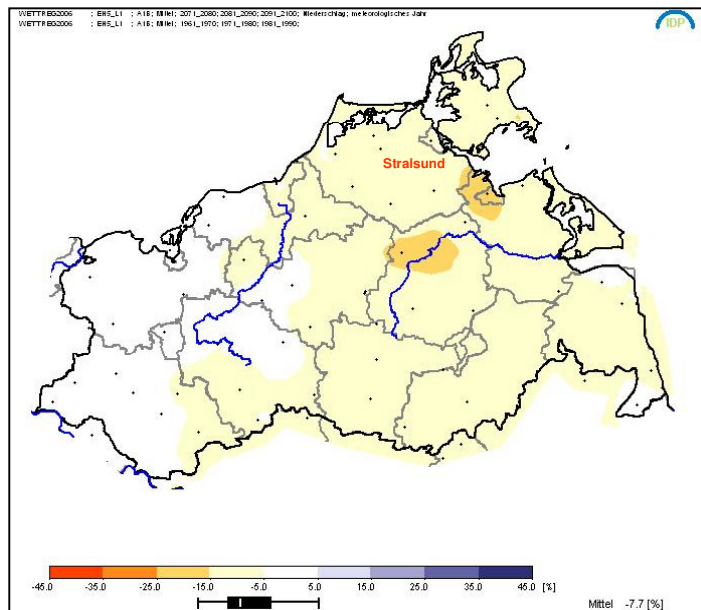 WETTREG2006 : EH5_L1 : A1B; Mittel; 2071_2080; 2081_2090; 2091_2100; Niederschlag; meteorologisches Jahr
WETTREG2006 : EH5_L1 : A1B; Mittel; 1961_1970; 1971_1980; 1981_1990;
IDP
Stralsund
-45.0 -35.0 -25.0 -15.0 -5.0 5.0 15.0 25.0 35.0 45.0 [%]
Mittel -7.7 [%]